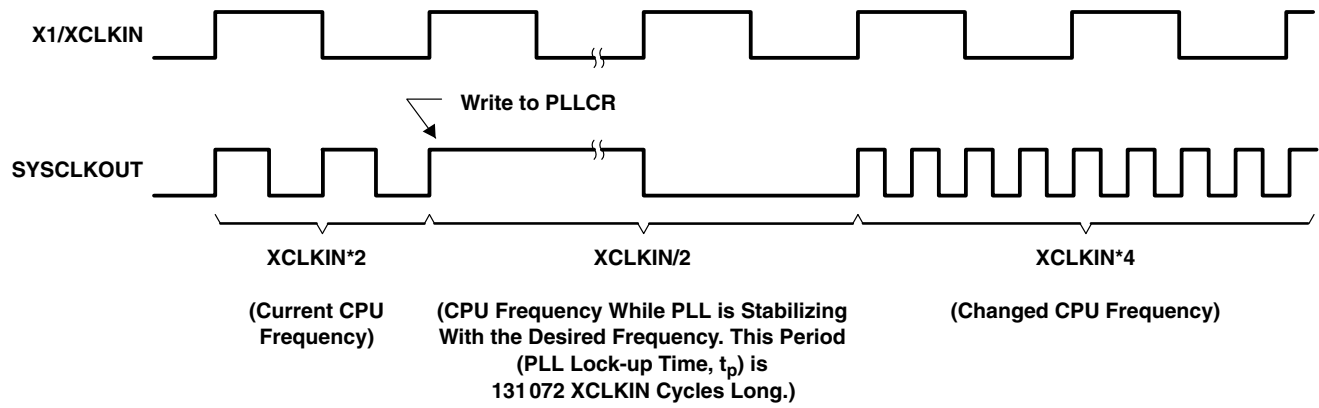 X1/XCLKIN
Write to PLLCR
SYSCLKOUT
XCLKIN*2
(Current CPU
Frequency)
XCLKIN/2
(CPU Frequency While PLL is Stabilizing
With the Desired Frequency. This Period
(PLL Lock-up Time, tp) is
131072 XCLKIN Cycles Long.)
XCLKIN*4
(Changed CPU Frequency)